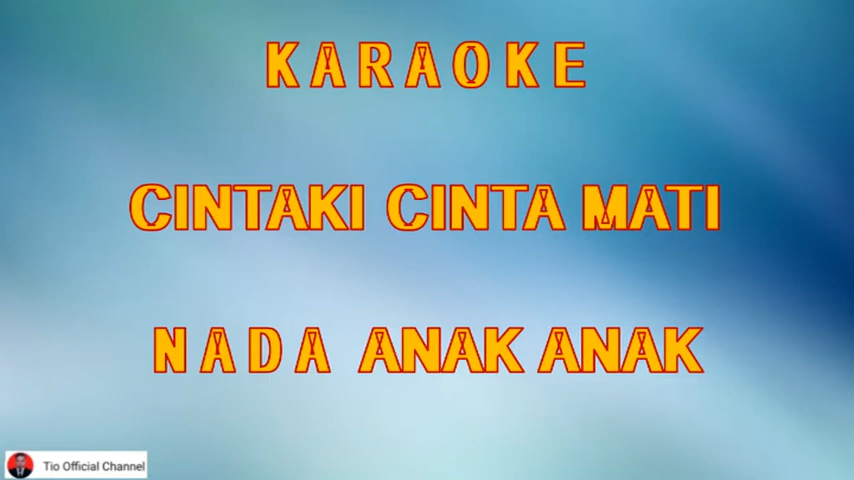 KARAOKE
CINTAKI CINTA MATI
NADA ANAK ANAK
Tio Official Channel